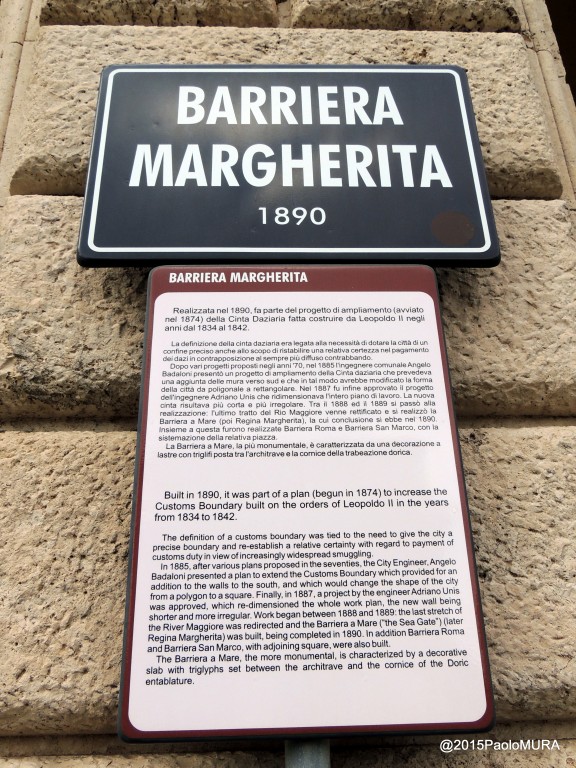 BARRIERA
MARGHERITA
1890
BARRIERA MARGHERITA
Realizzata nel 1890, fa parte del progetto di ampliamento (avviato
nel 1874) della Cinta Daziaria fatta costruire da Leopoldo II negli
anni dal 1834 al 1842.
La definizione della cinta daziaria era legata alla necessità di dotare la città di un
confine preciso anche allo scopo di ristabilire una relativa certezza nel pagamento
dei dazi in contrapposizione al sempre più diffuso contrabbando.
Dopo vari progetti proposti negli anni '70, nel 1885 l'ingegnere comunale Angelo
Badaloni presentò un progetto di ampliamento della Cinta daziaria che prevedeva
una aggiunta delle mura verso sud e che in tal modo avrebbe modificato la forma
della città da poligonale a rettangolare. Nel 1887 fu infine approvato il progetto
dell'ingegnere Adriano Unis che ridimensionava l'intero piano di lavoro. La nuova
cinta risultava più corta e più irregolare. Tra il 1888 ed il 1889 si passò alla
realizzazione: l'ultimo tratto del Rio Maggiore venne rettificato e si realizzò la
Barriera a Mare (poi Regina Margherita), la cui conclusione si ebbe nel 1890.
Insieme a questa furono realizzate Barriera Roma e Barriera San Marco, con la
sistemazione della relativa piazza.
La Barriera a Mare, la più monumentale, è caratterizzata da una decorazione a
lastre con triglifi posta tra l'architrave e la cornice della trabeazione dorica.
Built in 1890, it was part of a plan (begun in 1874) to increase the
Customs Boundary built on the orders of Leopoldo II in the years
from 1834 to 1842.
The definition of a customs boundary was tied to the need to give the city a
precise boundary and re-establish a relative certainty with regard to payment of
customs duty in view of increasingly widespread smuggling.
In 1885, after various plans proposed in the seventies, the City Engineer, Angelo
Badaloni presented a plan to extend the Customs Boundary which provided for an
addition to the walls to the south, and which would change the shape of the city
from a polygon to a square. Finally, in 1887, a project by the engineer Adriano Unis
was approved, which re-dimensioned the whole work plan, the new wall being
shorter and more irregular. Work began between 1888 and 1889: the last stretch of
the River Maggiore was redirected and the Barriera a Mare ("the Sea Gate") (later
Regina Margherita) was built, being completed in 1890. In addition Barriera Roma
and Barriera San Marco, with adjoining square, were also built.
The Barriera a Mare, the more monumental, is characterized by a decorative
slab with triglyphs set between the architrave and the cornice of the Doric
entablature.
@2015PaoloMURA